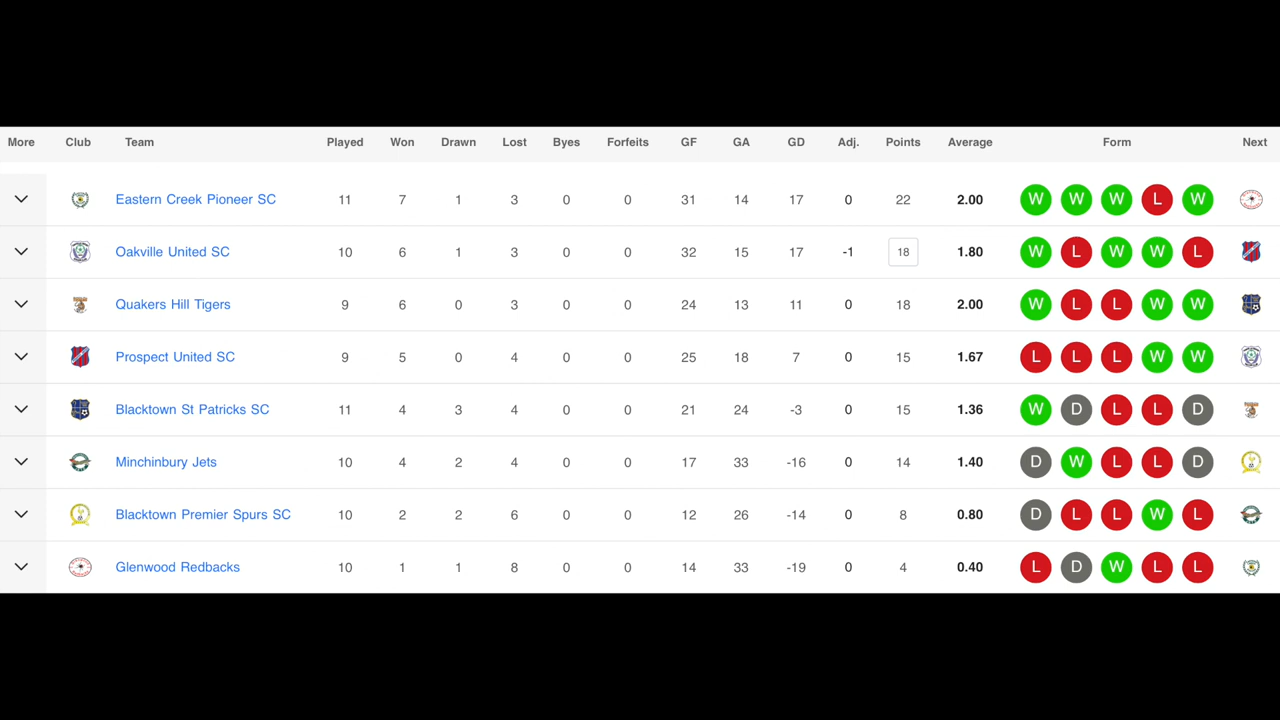 More Club Team Played Won Drawn Lost Byes Forfeits GF GA GD Adj. Points Average Form Next
Eastern Creek Pioneer SC 11 7 1 3 0 0 31 14 17 0 22 2.00 W W W L W
Oakville United SC 10 6 1 3 0 0 32 15 17 -1 18 1.80 W L W W L
Quakers Hill Tigers 9 6 0 3 0 0 24 13 11 0 18 2.00 W L L W W
Prospect United SC 9 5 0 4 0 0 25 18 7 0 15 1.67 L L L W W
Blacktown St Patricks SC 11 4 3 4 0 0 21 24 -3 0 15 1.36 W D L L D
Minchinbury Jets 10 4 2 4 0 0 17 33 -16 0 14 1.40 D W L L D
Blacktown Premier Spurs SC 10 2 2 6 0 0 12 26 -14 0 8 0.80 D L L W L
Glenwood Redbacks 10 1 1 8 0 0 14 33 -19 0 4 0.40 L D W L L